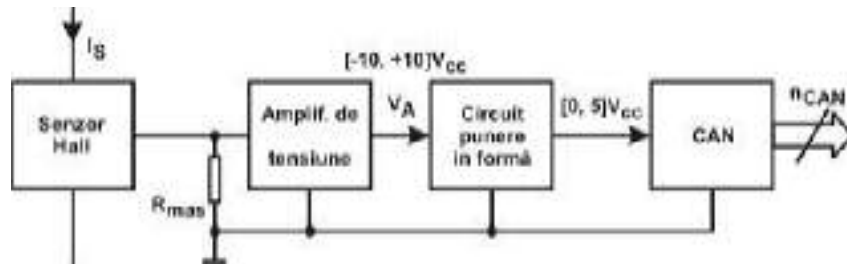 I_S
[-10, +10]V_cc
Senzor
Hall
R_mas
Amplif. de
tensiune
V_A
Circuit
punere
in formă
[0, 5]V_cc
CAN
n_CAN